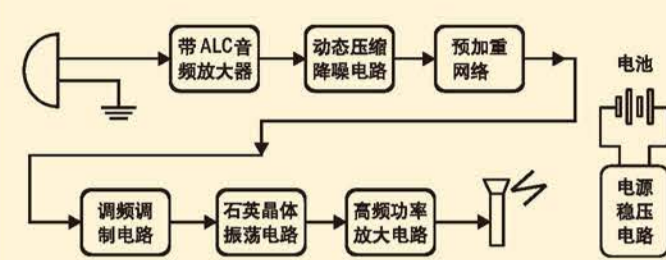 带ALC音
频放大器
动态压缩
降噪电路
预加重
网络
电池
调频调
制电路
石英晶体
振荡电路
高频功率
放大电路
电源
稳压
电路